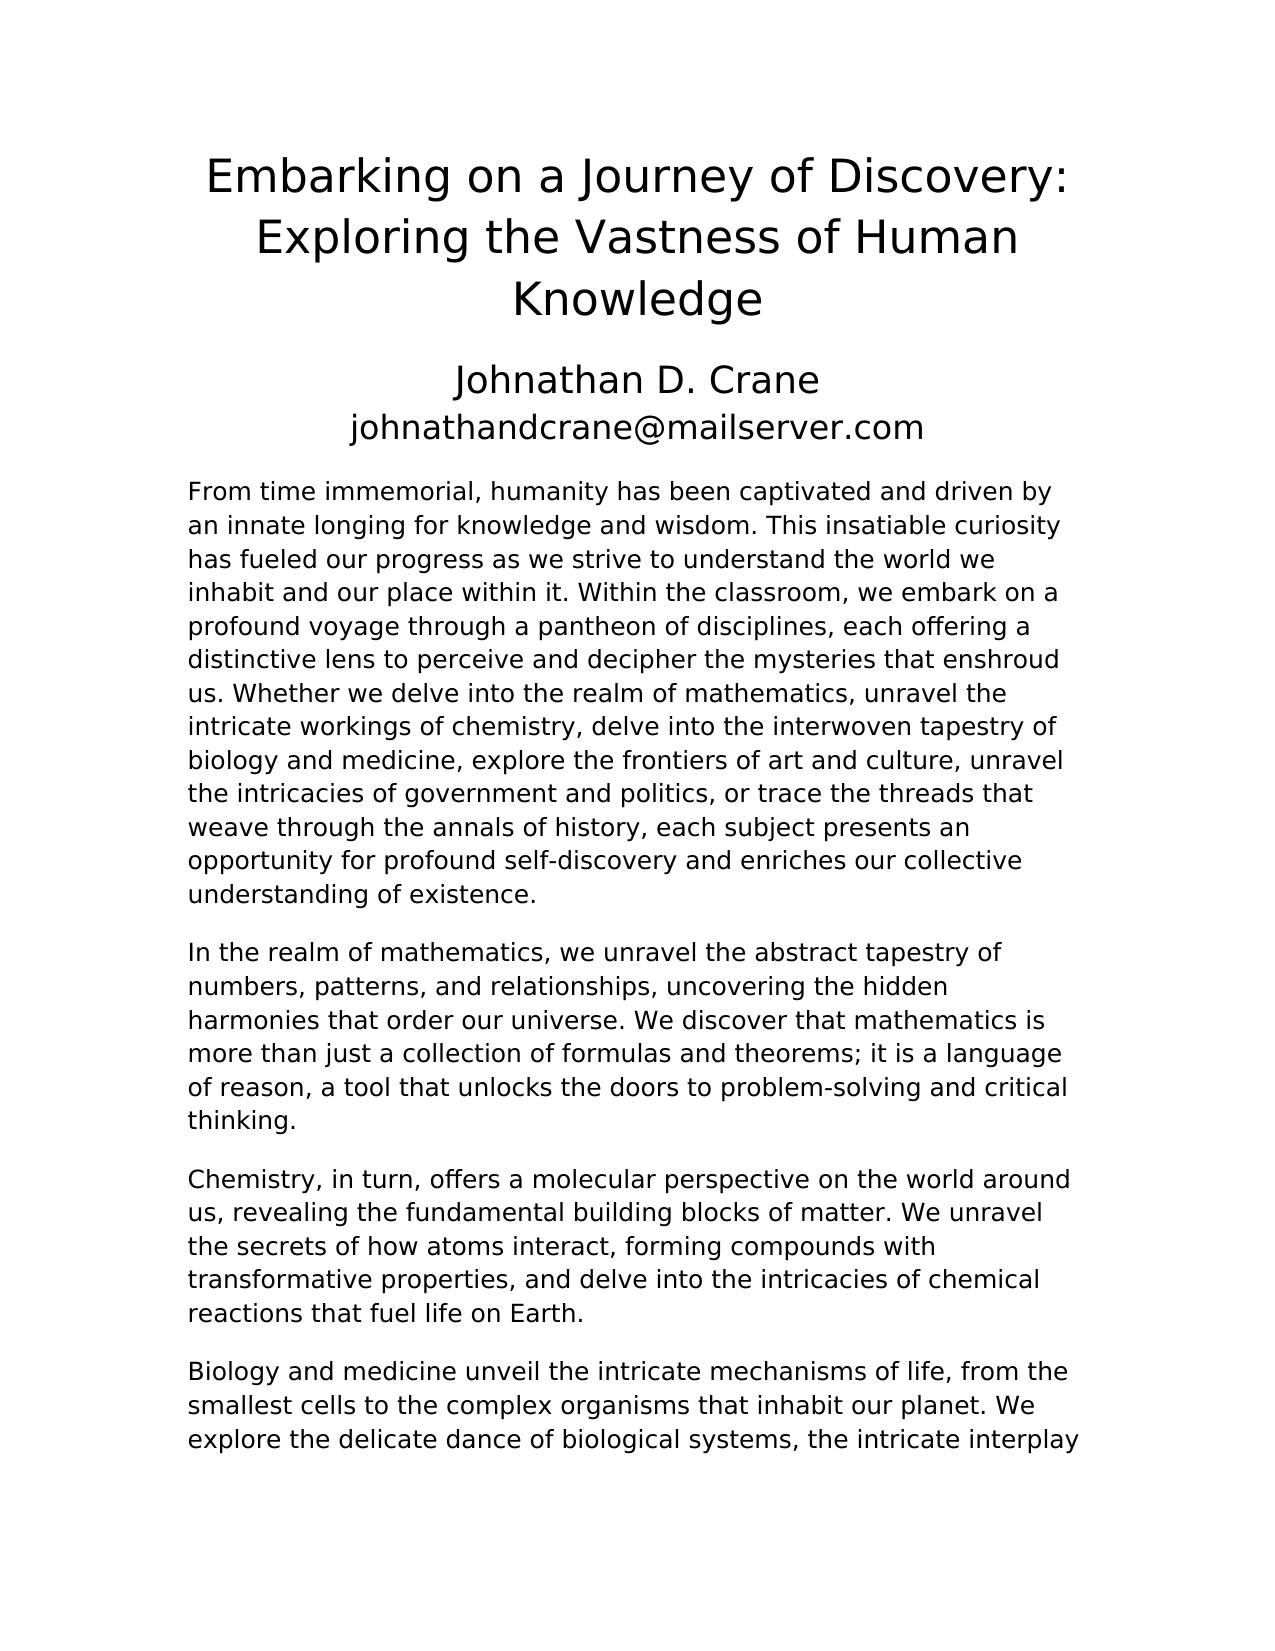 Embarking on a Journey of Discovery:
Exploring the Vastness of Human
Knowledge
Johnathan D. Crane
johnathandcrane@mailserver.com
From time immemorial, humanity has been captivated and driven by
an innate longing for knowledge and wisdom. This insatiable curiosity
has fueled our progress as we strive to understand the world we
inhabit and our place within it. Within the classroom, we embark on a
profound voyage through a pantheon of disciplines, each offering a
distinctive lens to perceive and decipher the mysteries that enshroud
us. Whether we delve into the realm of mathematics, unravel the
intricate workings of chemistry, delve into the interwoven tapestry of
biology and medicine, explore the frontiers of art and culture, unravel
the intricacies of government and politics, or trace the threads that
weave through the annals of history, each subject presents an
opportunity for profound self-discovery and enriches our collective
understanding of existence.
In the realm of mathematics, we unravel the abstract tapestry of
numbers, patterns, and relationships, uncovering the hidden
harmonies that order our universe. We discover that mathematics is
more than just a collection of formulas and theorems; it is a language
of reason, a tool that unlocks the doors to problem-solving and critical
thinking.
Chemistry, in turn, offers a molecular perspective on the world around
us, revealing the fundamental building blocks of matter. We unravel
the secrets of how atoms interact, forming compounds with
transformative properties, and delve into the intricacies of chemical
reactions that fuel life on Earth.
Biology and medicine unveil the intricate mechanisms of life, from the
smallest cells to the complex organisms that inhabit our planet. We
explore the delicate dance of biological systems, the intricate interplay